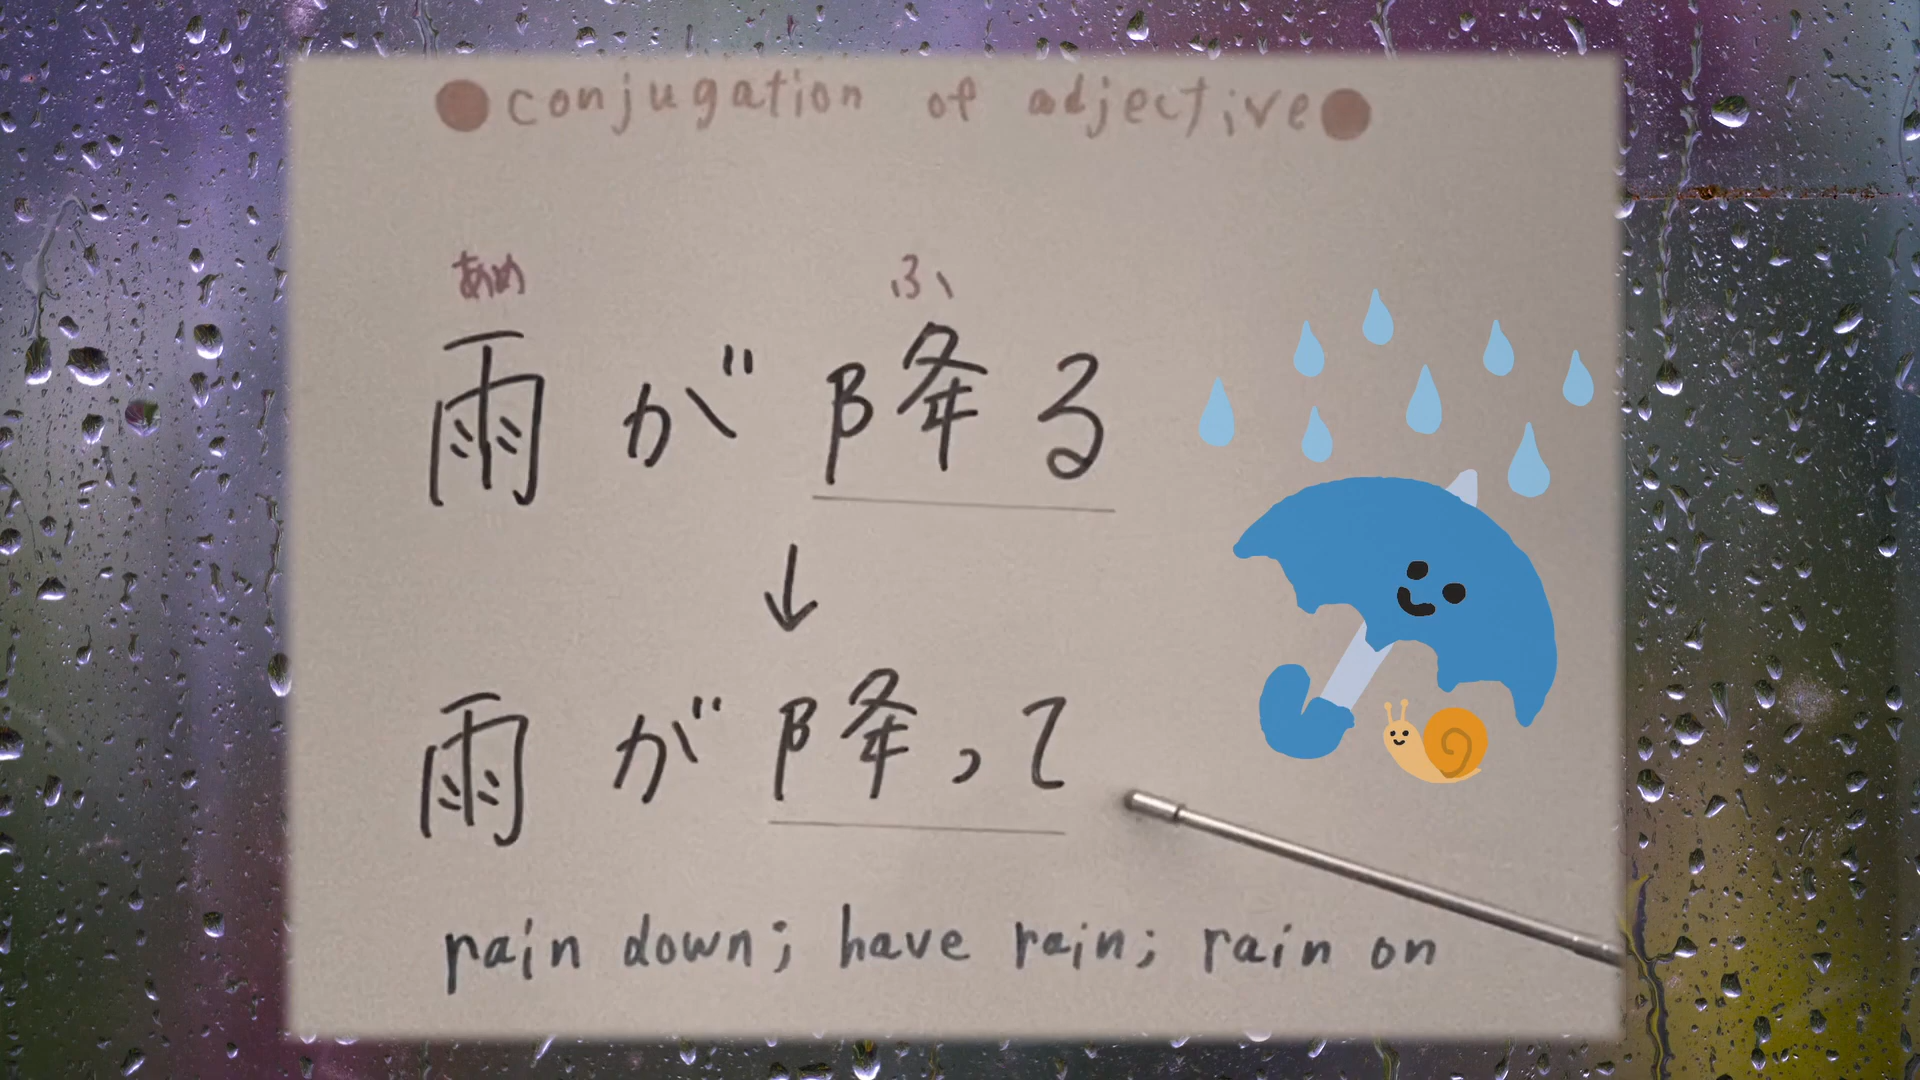 ●conjugation of adjective●
あめ ふ
雨が降る
↓
雨が降って
rain down; have rain; rain on